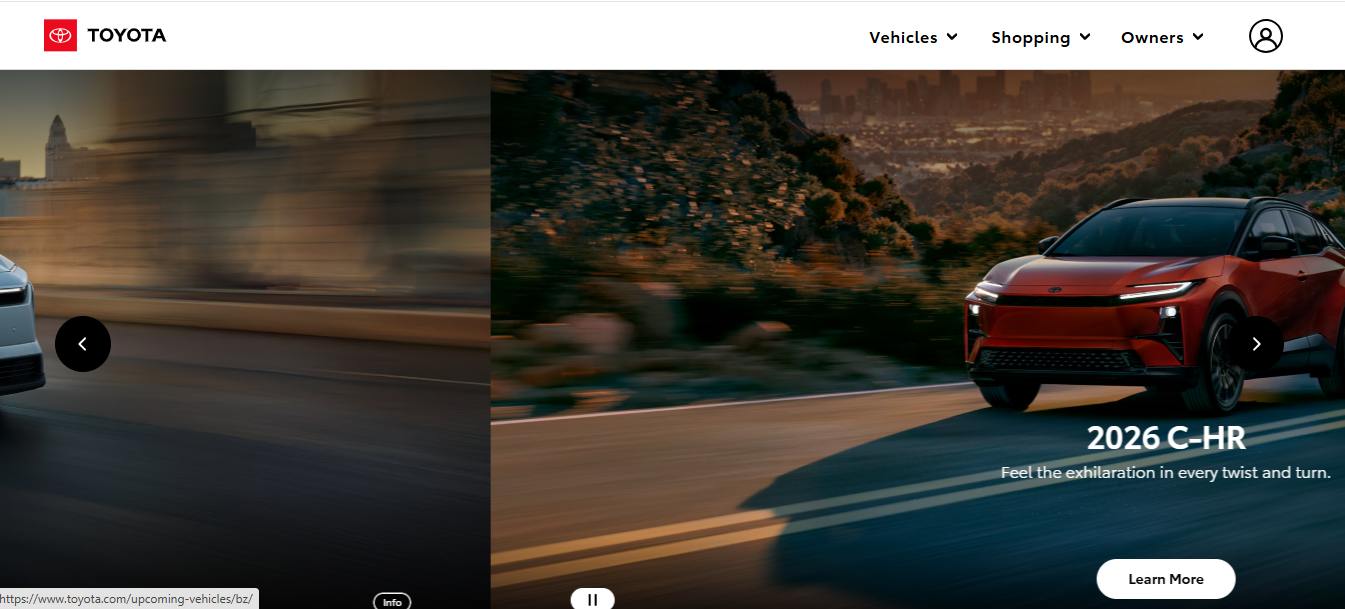 TOYOTA
Vehicles
Shopping
Owners
2026 C-HR
Feel the exhilaration in every twist and turn.
Learn More
Info
https://www.toyota.com/upcoming-vehicles/bz/